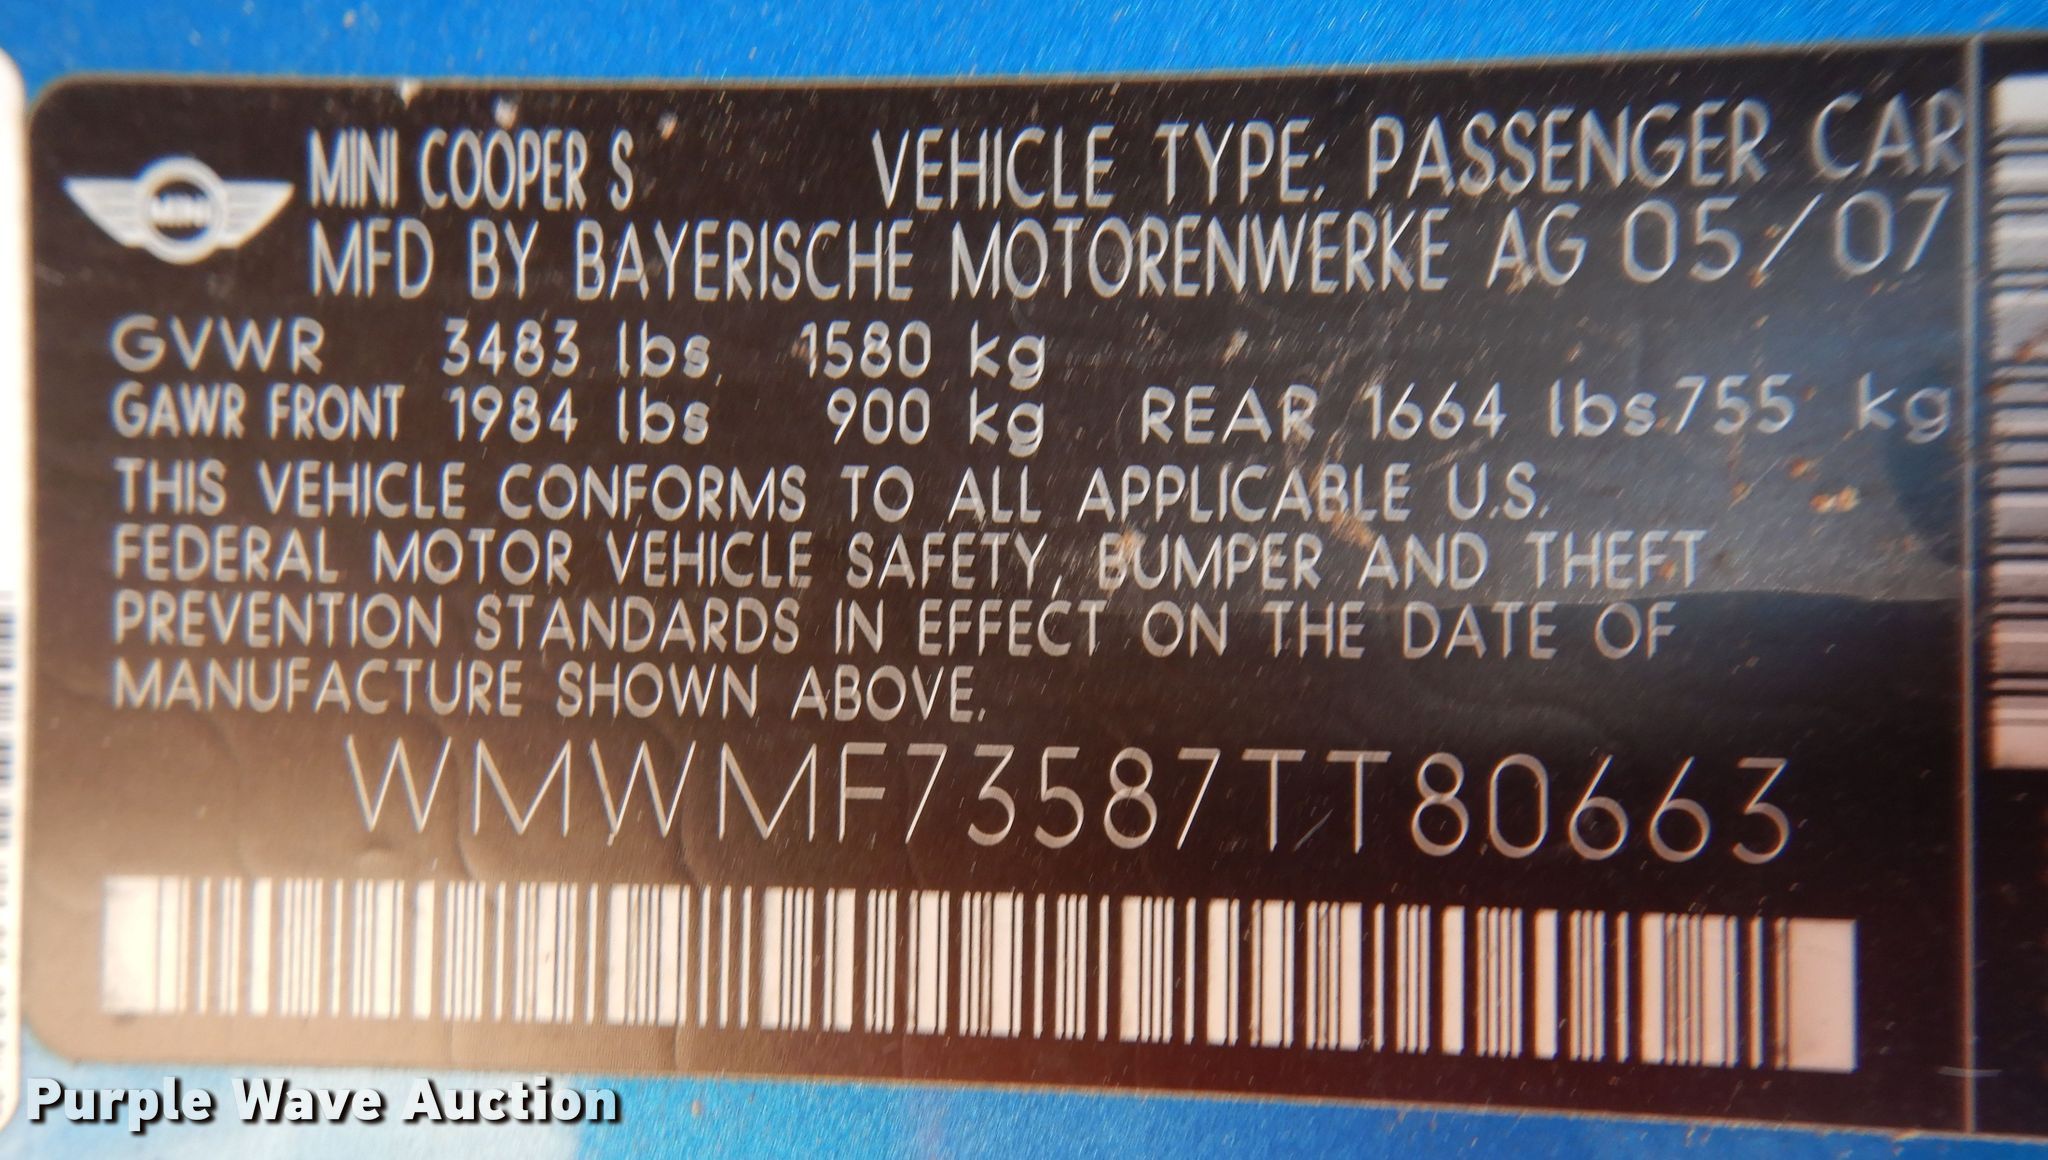 MINI
MINI COOPER S VEHICLE TYPE: PASSENGER CAR
MFD BY BAYERISCHE MOTORENWERKE AG 05/07
GVWR 3483 lbs 1580 kg
GAWR FRONT 1984 lbs 900 kg REAR 1664 lbs 755 kg
THIS VEHICLE CONFORMS TO ALL APPLICABLE U.S.
FEDERAL MOTOR VEHICLE SAFETY, BUMPER AND THEFT
PREVENTION STANDARDS IN EFFECT ON THE DATE OF
MANUFACTURE SHOWN ABOVE.
WMWMF73587TT80663
Purple Wave Auction